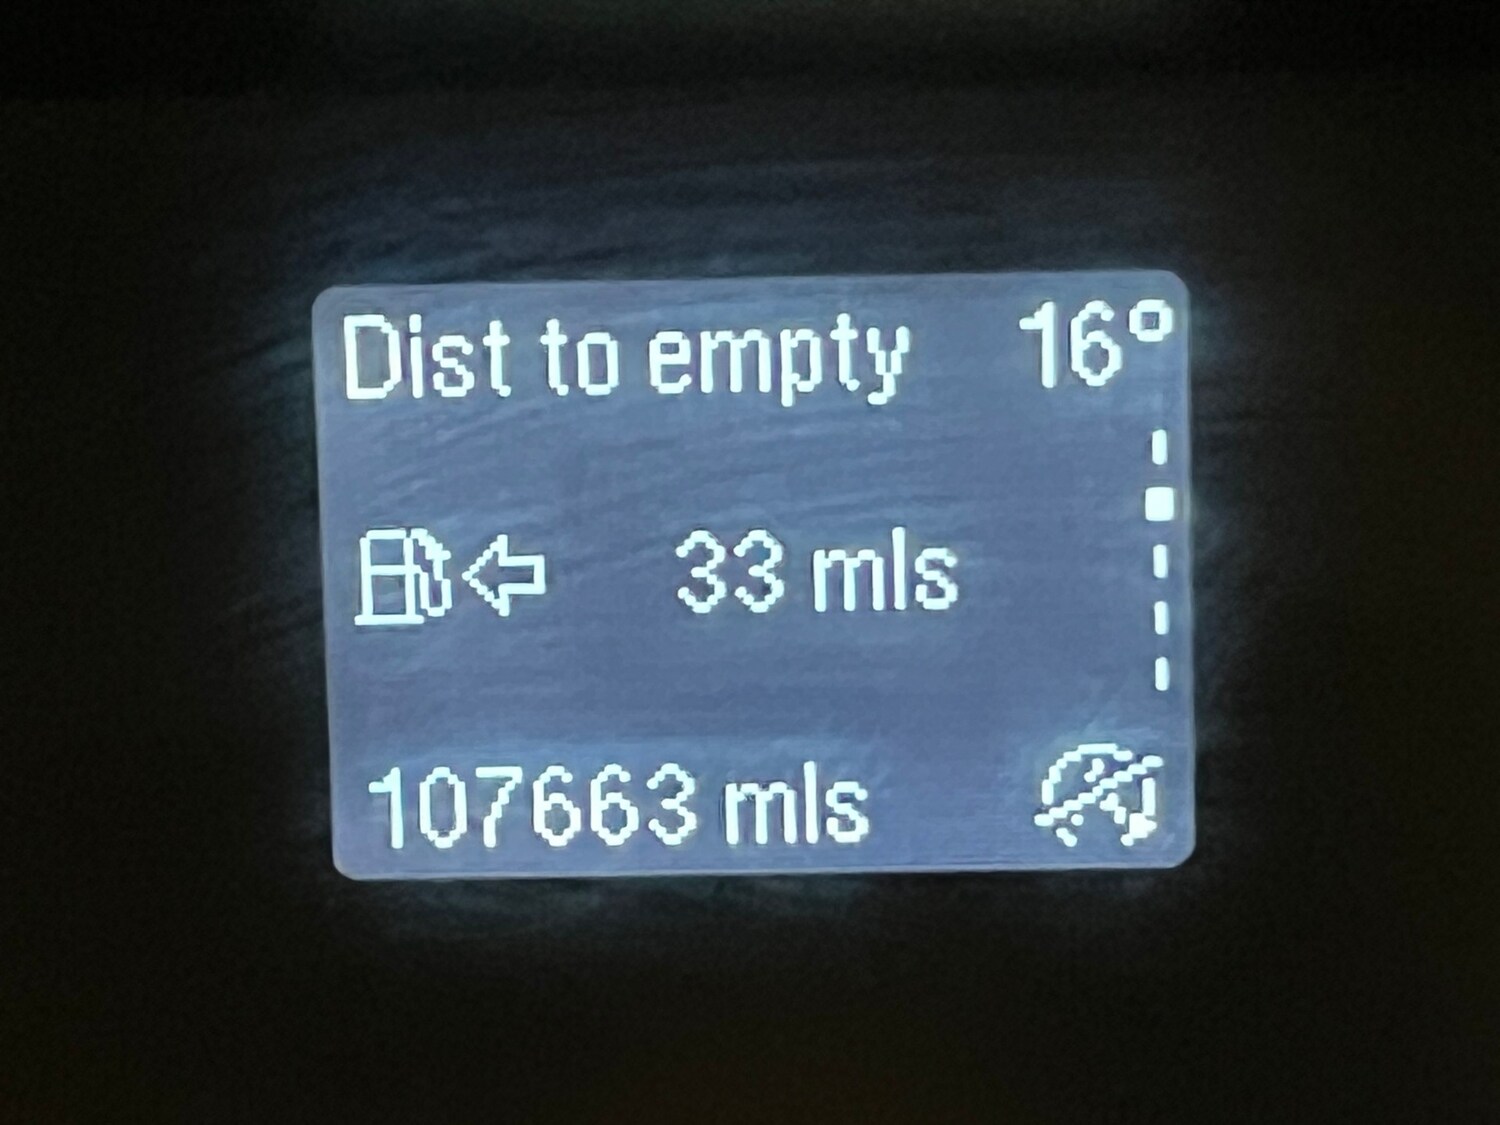 Dist to empty 16°
33 mls
107663 mls